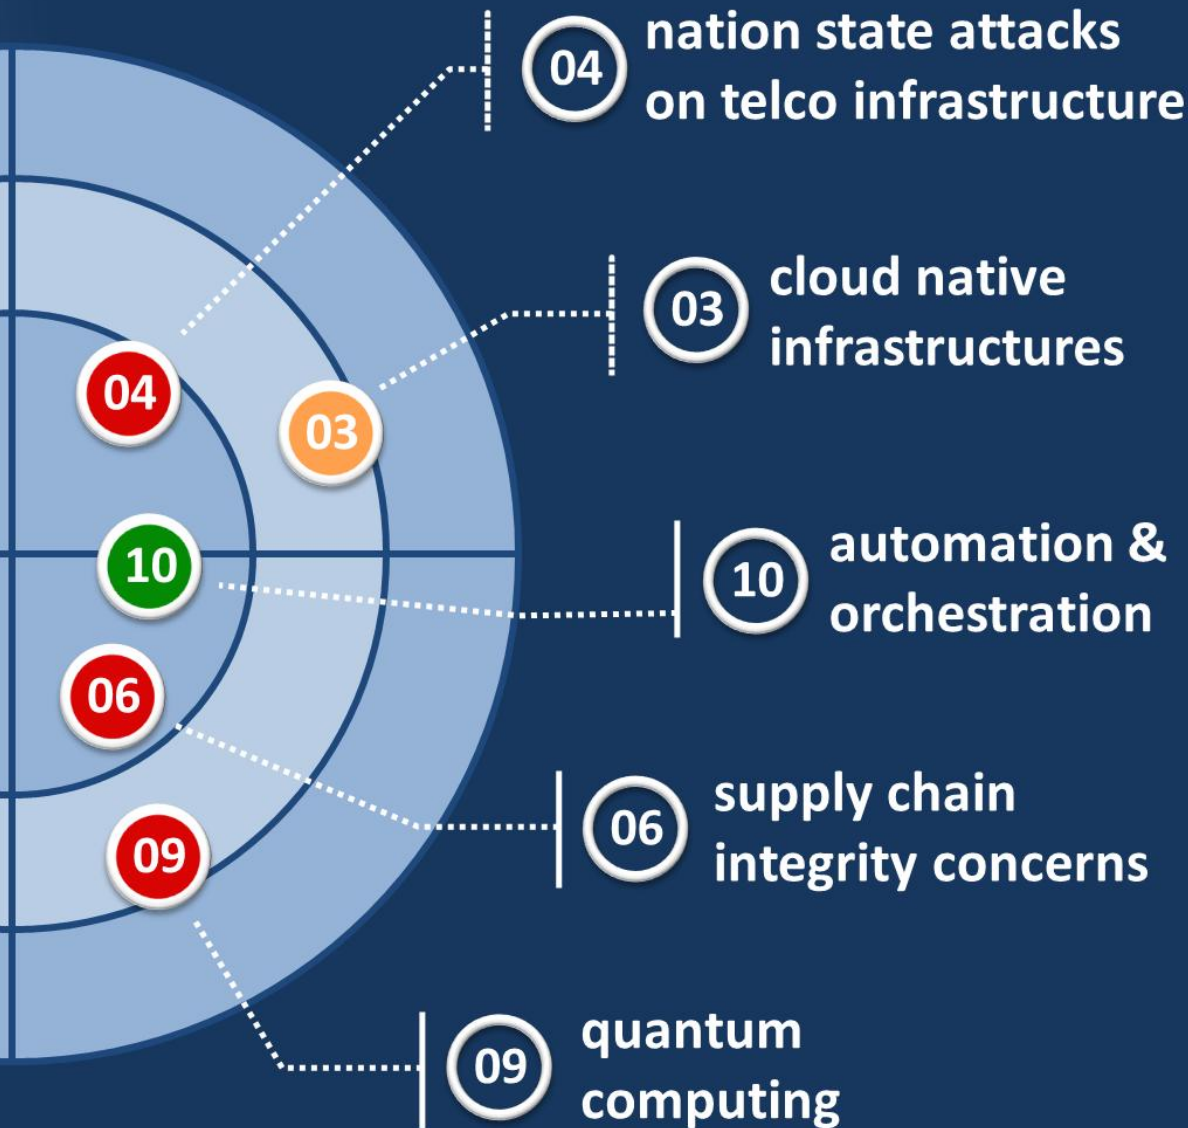 04
nation state attacks
on telco infrastructure
03
cloud native
infrastructures
04
03
10
automation &
orchestration
10
06
06
supply chain
integrity concerns
09
09
quantum
computing